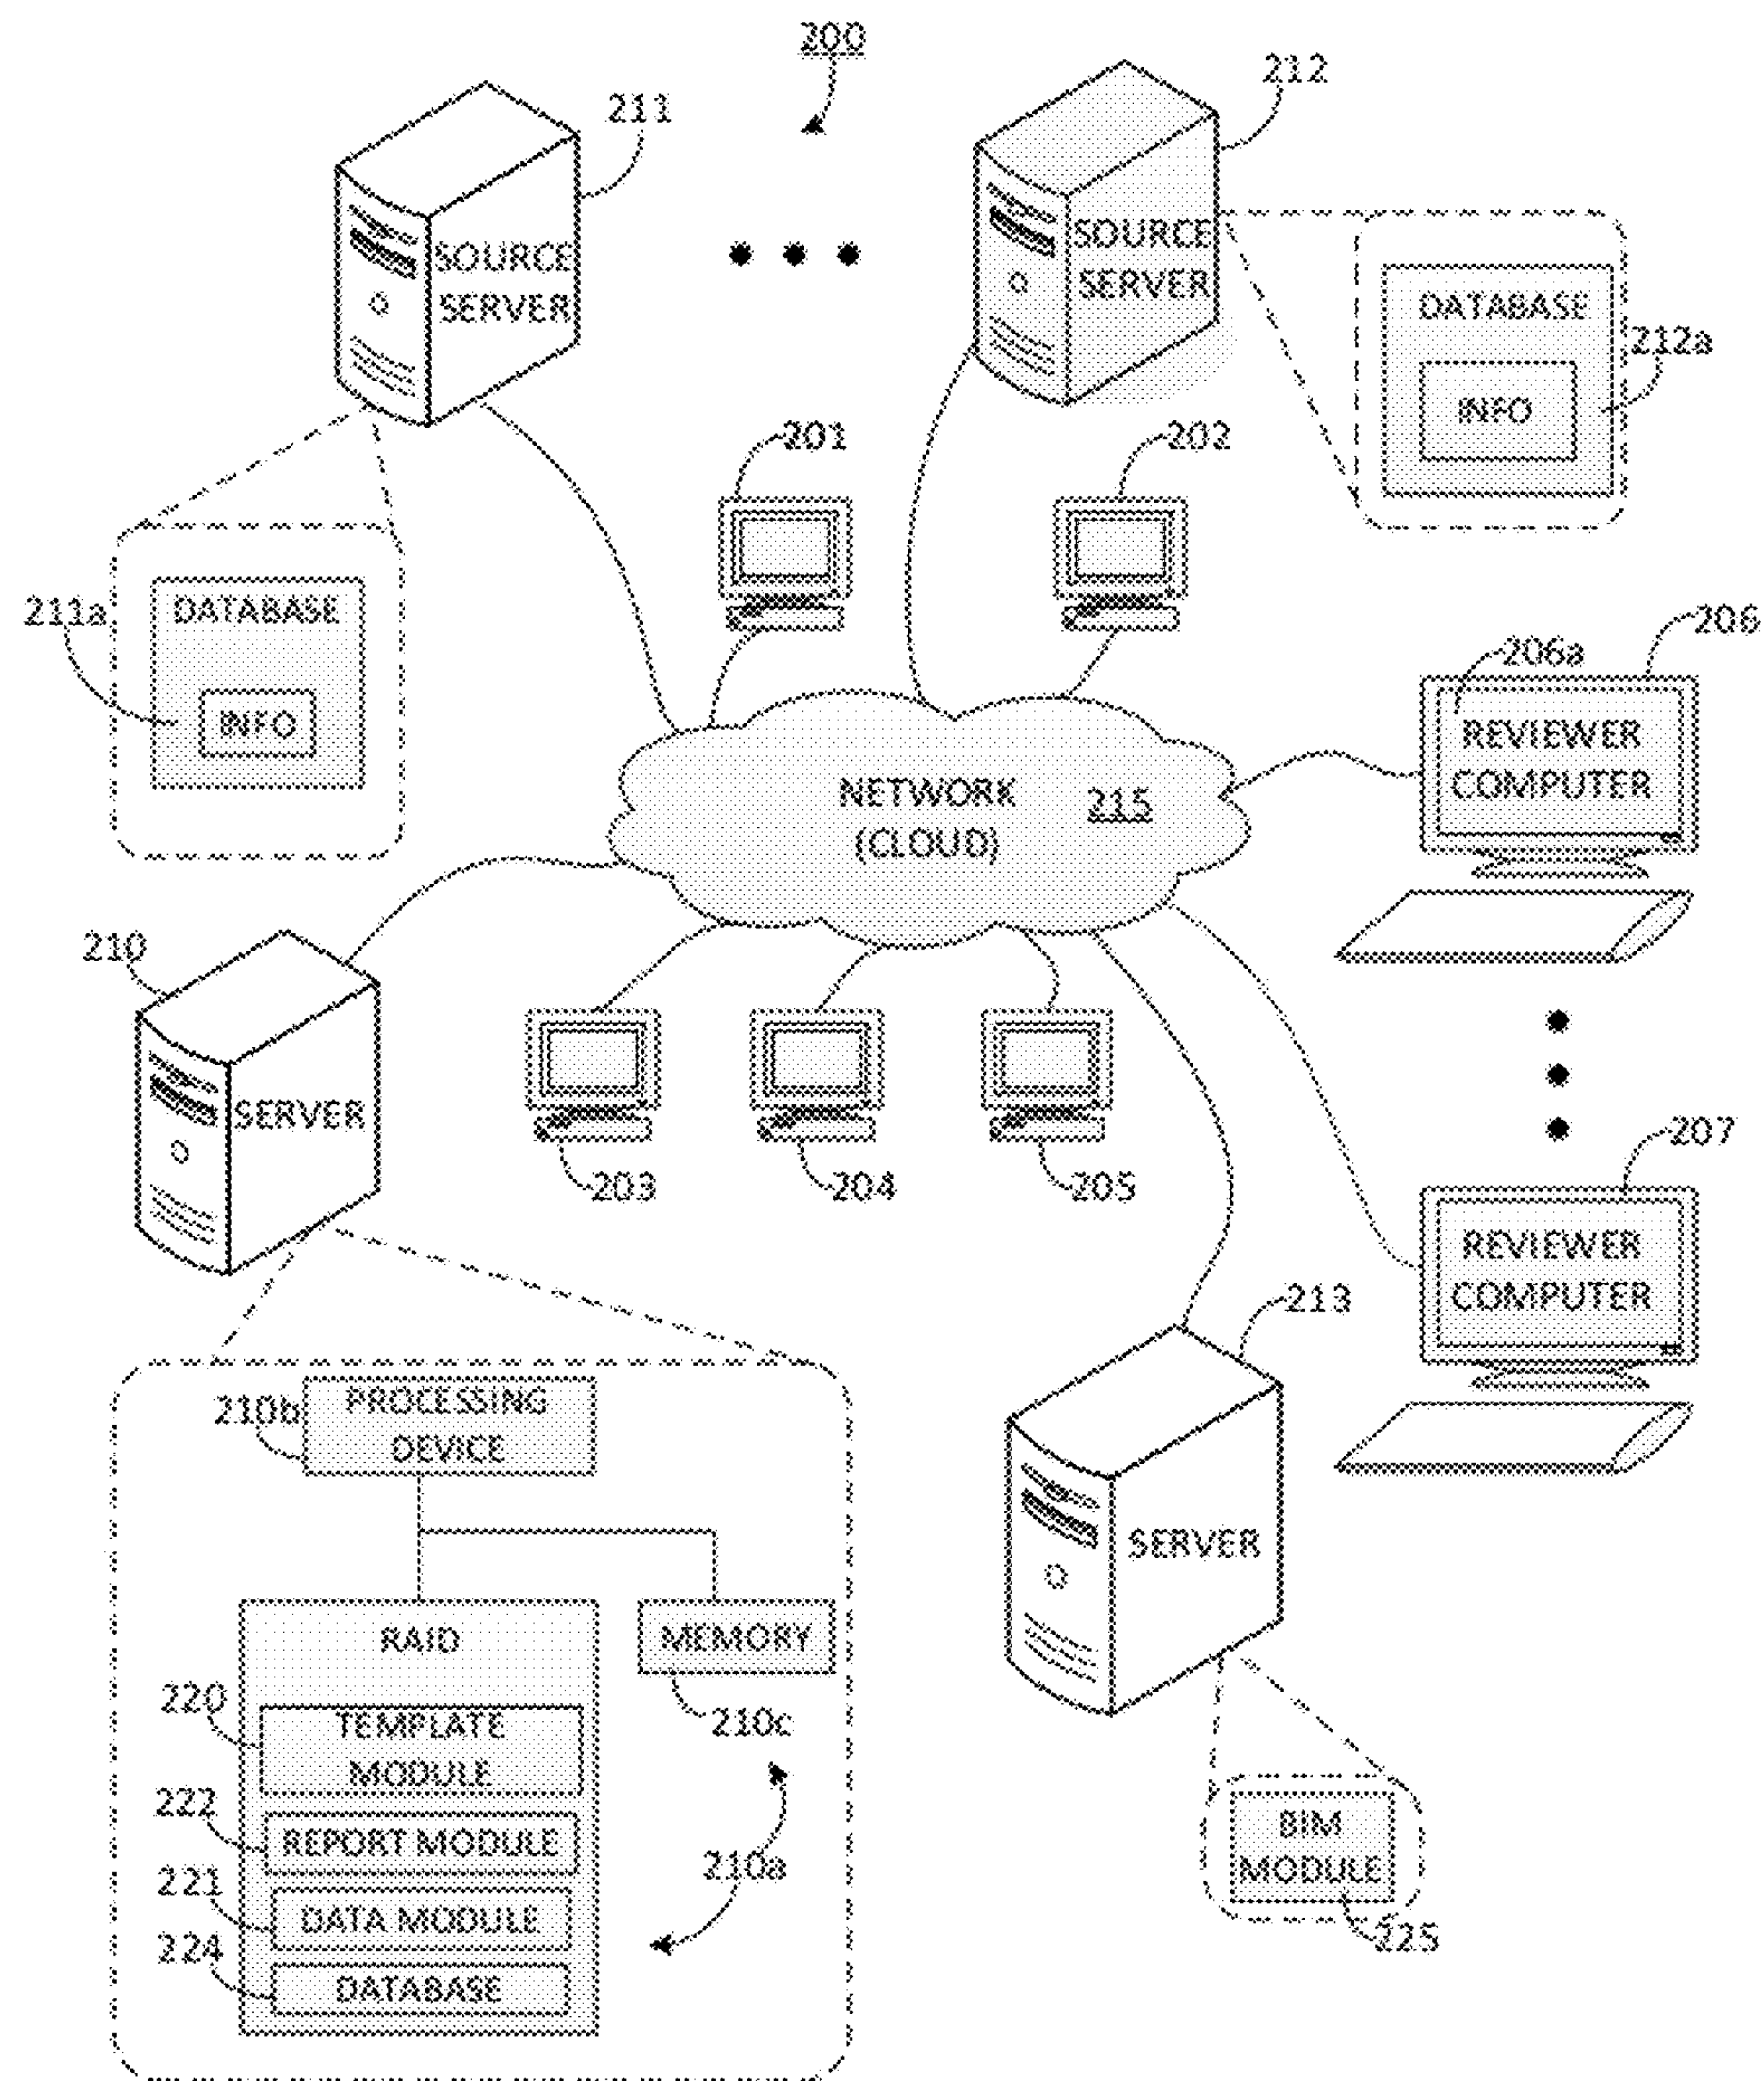 200
211
212
SOURCE
SERVER
SOURCE
SERVER
DATABASE
212a
INFO
201
202
211a
DATABASE
INFO
206
206a
REVIEWER
COMPUTER
NETWORK
(CLOUD)
215
210
SERVER
203
204
205
207
REVIEWER
COMPUTER
213
SERVER
210b
PROCESSING
DEVICE
RAID
MEMORY
210c
220
TEMPLATE
MODULE
222
REPORT MODULE
210a
221
DATA MODULE
224
DATABASE
BIM
MODULE
225